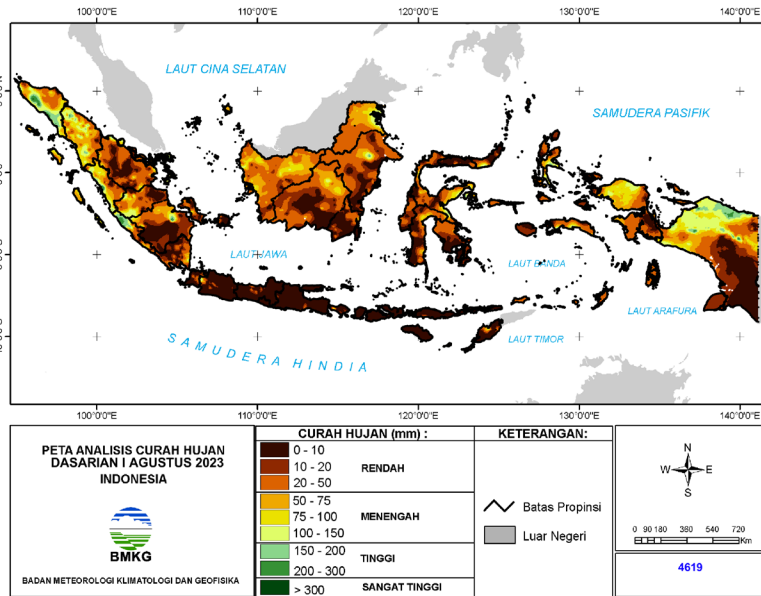 100°0'0"E 110°0'0"E 120°0'0"E 130°0'0"E 140°0'0"E
LAUT CINA SELATAN
SAMUDERA PASIFIK
LAUT JAWA
LAUT BANDA
LAUT ARAFURA
LAUT TIMOR
SAMUDERA HINDIA
100°0'0"E 110°0'0"E 120°0'0"E 130°0'0"E 140°0'0"E
PETA ANALISIS CURAH HUJAN
DASARIAN I AGUSTUS 2023
INDONESIA
BMKG
BADAN METEOROLOGI KLIMATOLOGI DAN GEOFISIKA
CURAH HUJAN (mm) :
0 - 10
10 - 20 RENDAH
20 - 50
50 - 75
75 - 100 MENENGAH
100 - 150
150 - 200
TINGGI
200 - 300
> 300 SANGAT TINGGI
KETERANGAN:
Batas Propinsi
Luar Negeri
N
W E
S
0 90 180 360 540 720
Km
4619